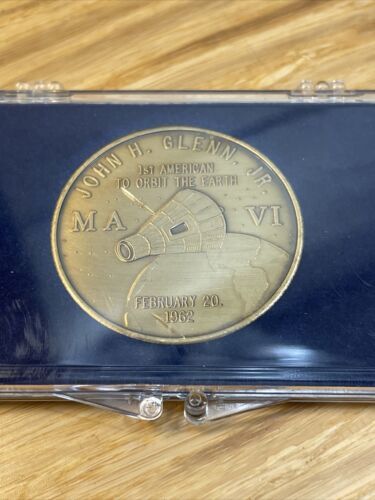 JOHN H. GLENN, JR.
1ST AMERICAN
TO ORBIT THE EARTH
MA VI
FEBRUARY 20,
1962